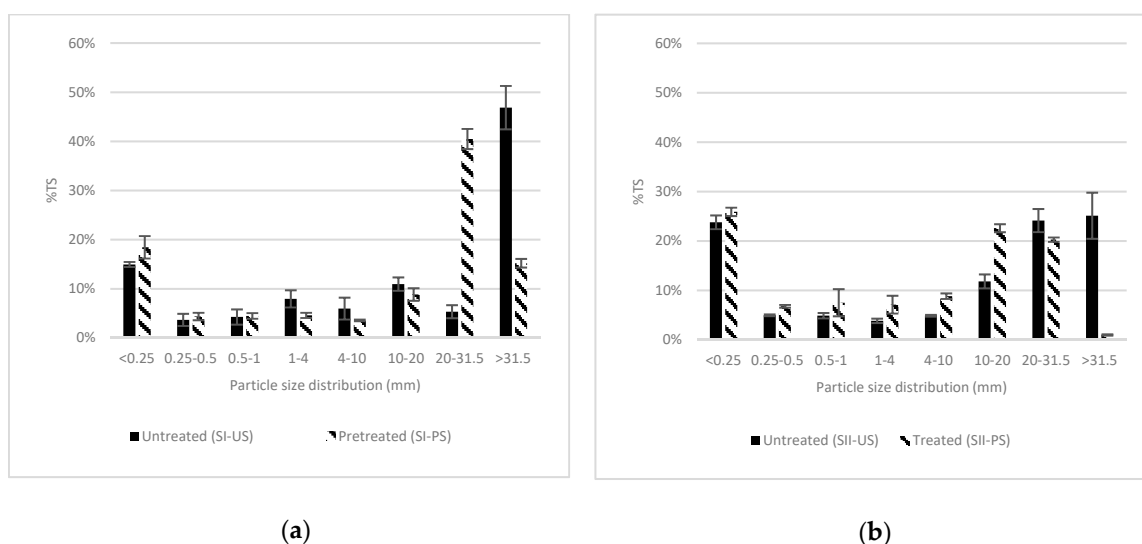 60%
50%
40%
30%
20%
10%
0%
%TS
<0.25 0.25-0.5 0.5-1 1-4 4-10 10-20 20-31.5 >31.5
Particle size distribution (mm)
Untreated (SI-US) Pretreated (SI-PS)
(a)
60%
50%
40%
30%
20%
10%
0%
%TS
<0.25 0.25-0.5 0.5-1 1-4 4-10 10-20 20-31.5 >31.5
Particle size distribution (mm)
Untreated (SII-US) Treated (SII-PS)
(b)